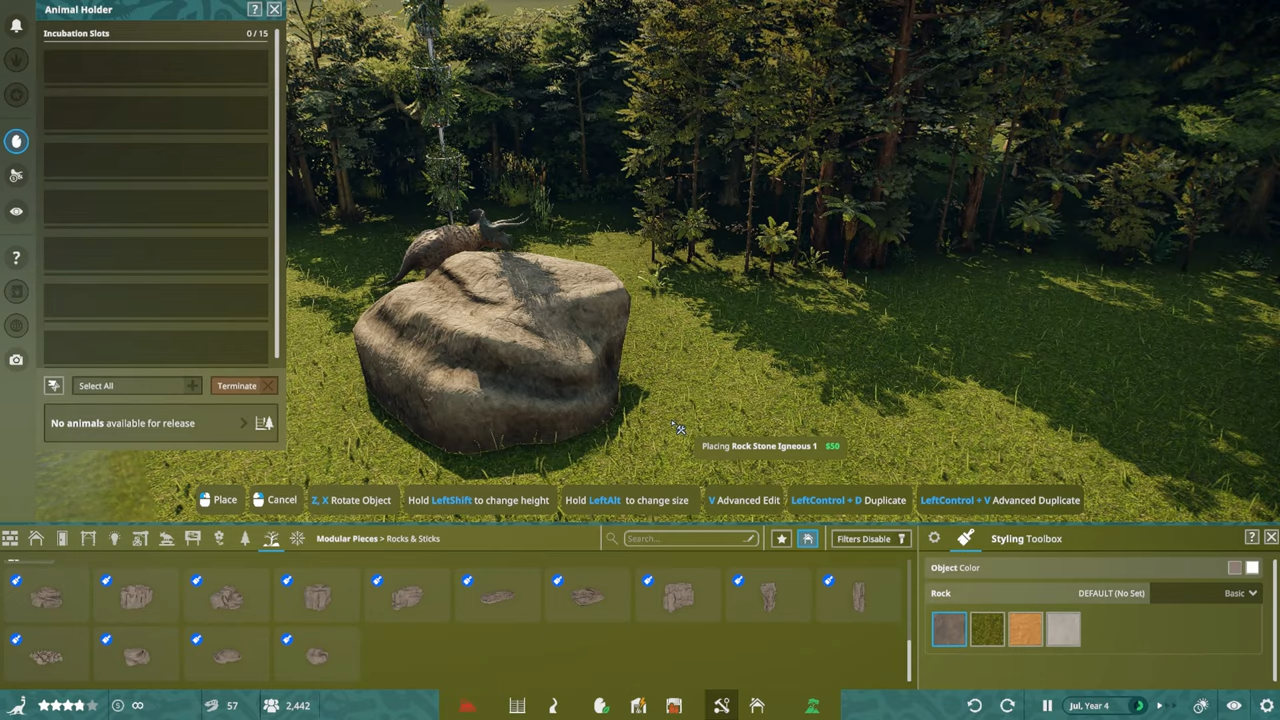 Animal Holder
?
Incubation Slots 0 / 15
Select All
Terminate
No animals available for release
?
Placing Rock Stone Igneous 1 $50
Place
Cancel
Z, X Rotate Object
Hold LeftShift to change height
Hold LeftAlt to change size
V Advanced Edit
LeftControl + D Duplicate
LeftControl + V Advanced Duplicate
Modular Pieces > Rocks & Sticks
Search...
Filters Disable
Styling Toolbox
?
Object Color
Rock DEFAULT (No Set) Basic
57
2,442
Jul, Year 4